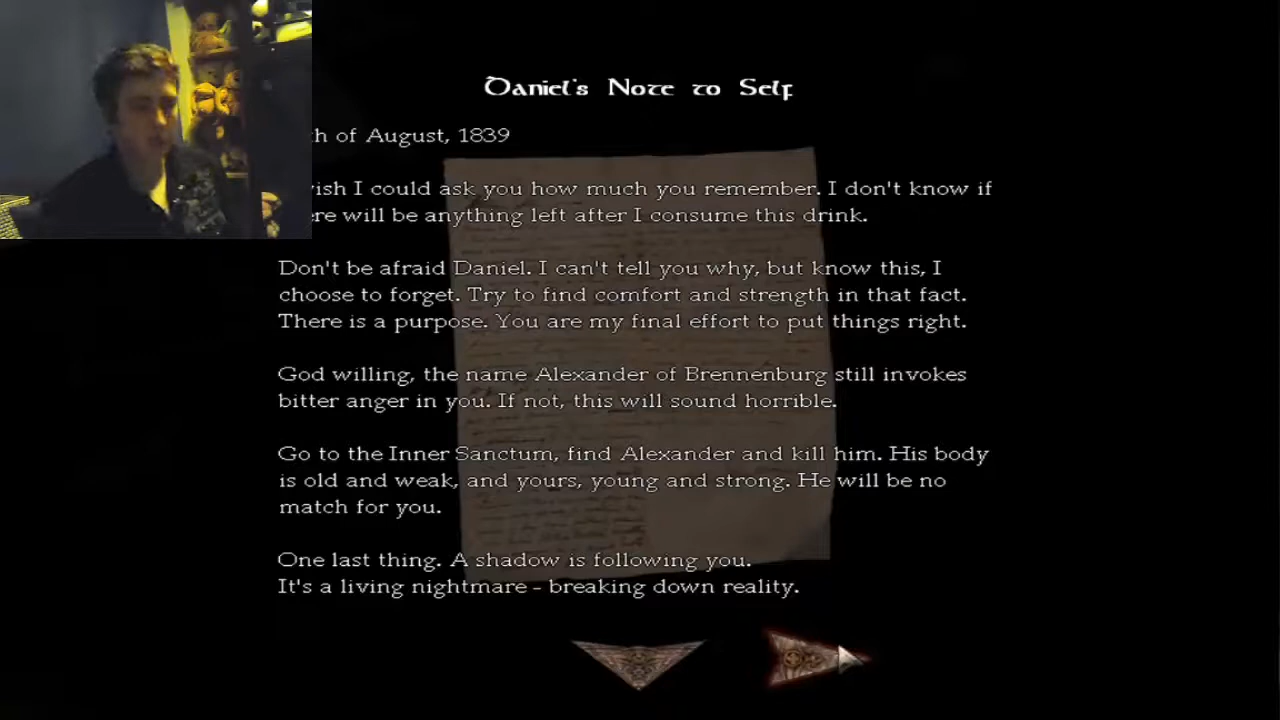 Daniel's Note to Self
of August, 1839
I could ask you how much you remember. I don't know if
will be anything left after I consume this drink.
Don't be afraid Daniel. I can't tell you why, but know this, I
choose to forget. Try to find comfort and strength in that fact.
There is a purpose. You are my final effort to put things right.
God willing, the name Alexander of Brennenburg still invokes
bitter anger in you. If not, this will sound horrible.
Go to the Inner Sanctum, find Alexander and kill him. His body
is old and weak, and yours, young and strong. He will be no
match for you.
One last thing. A shadow is following you.
It's a living nightmare - breaking down reality.